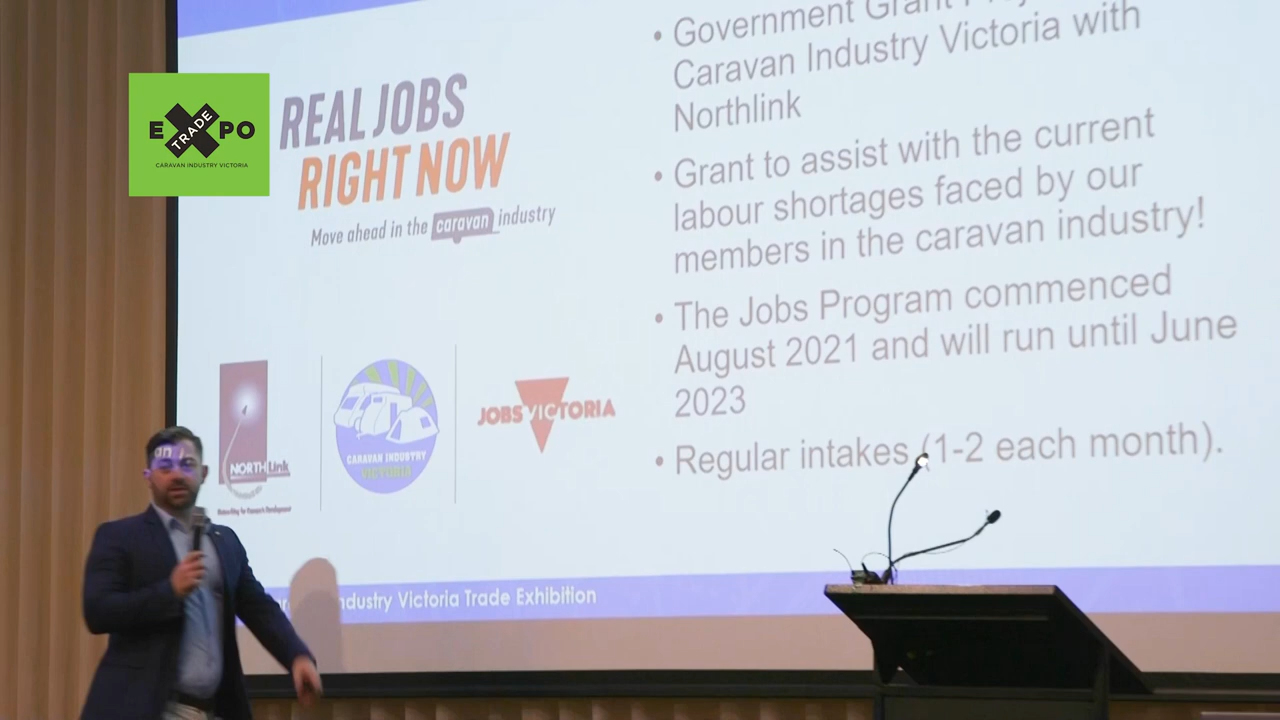 EXPO
TRADE
CARAVAN INDUSTRY VICTORIA
REAL JOBS
RIGHT NOW
Move ahead in the caravan industry
NORTHLink
CARAVAN INDUSTRY
VICTORIA
JOBS VICTORIA
• Government Grant
Caravan Industry Victoria with
Northlink
• Grant to assist with the current
labour shortages faced by our
members in the caravan industry!
• The Jobs Program commenced
August 2021 and will run until June
2023
• Regular intakes (1-2 each month).
Industry Victoria Trade Exhibition